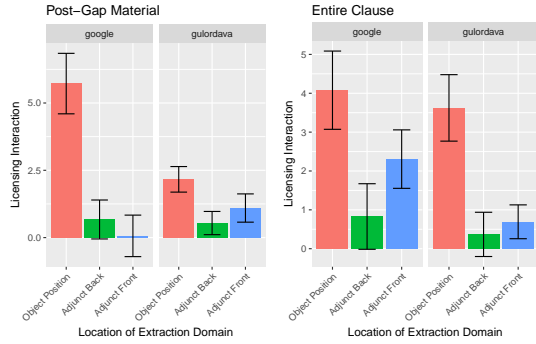 Post-Gap Material
google
gulordava
Licensing Interaction
5.0
2.5
0.0
Object Position
Adjunct Back
Adjunct Front
Object Position
Adjunct Back
Adjunct Front
Location of Extraction Domain
Entire Clause
google
gulordava
Licensing Interaction
5
4
3
2
1
0
Object Position
Adjunct Back
Adjunct Front
Object Position
Adjunct Back
Adjunct Front
Location of Extraction Domain